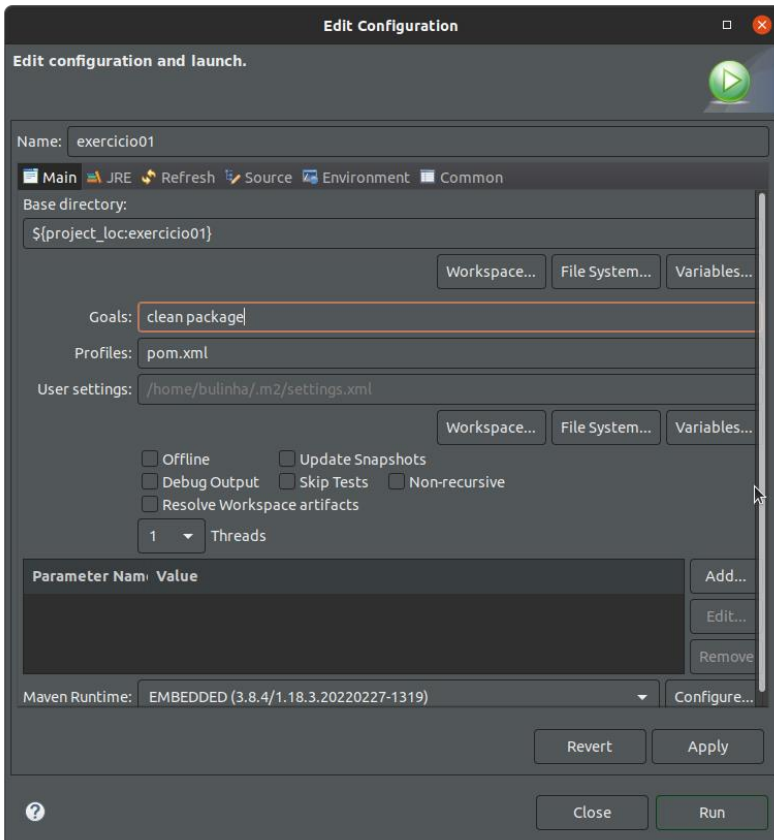 Edit Configuration
Edit configuration and launch.
Name: exercicio01
Main JRE Refresh Source Environment Common
Base directory:
${project_loc:exercicio01}
Workspace... File System... Variables...
Goals: clean package
Profiles: pom.xml
User settings: /home/bulinha/.m2/settings.xml
Workspace... File System... Variables...
Offline Update Snapshots
Debug Output Skip Tests Non-recursive
Resolve Workspace artifacts
1 Threads
Parameter Nam Value
Add...
Edit...
Remove
Maven Runtime: EMBEDDED (3.8.4/1.18.3.20220227-1319) Configure...
Revert Apply
? Close Run